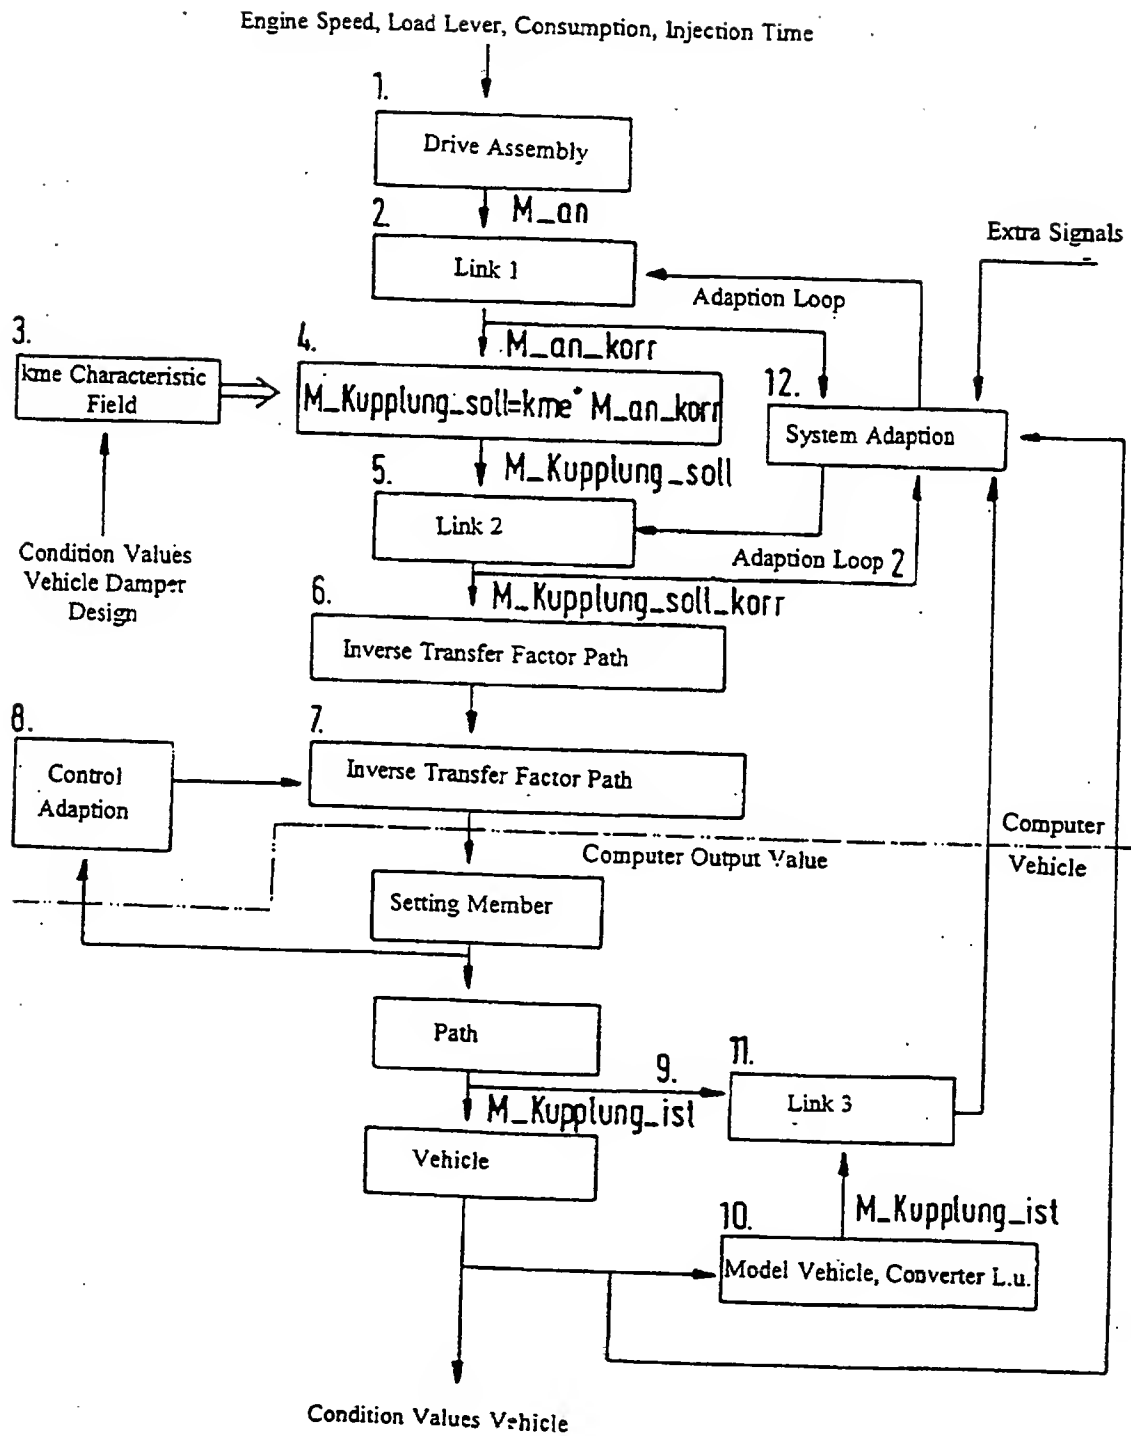 Engine Speed, Load Lever, Consumption, Injection Time
1.
Drive Assembly
M_an
2.
Link 1
Extra Signals
Adaption Loop
M_an_korr
3.
kme Characteristic
Field
4.
M_Kupplung_soll=kme* M_an_korr
12.
System Adaption
M_Kupplung_soll
5.
Link 2
Adaption Loop 2
Condition Values
Vehicle Damper
Design
M_Kupplung_soll_korr
6.
Inverse Transfer Factor Path
8.
Control
Adaption
7.
Inverse Transfer Factor Path
Computer
Computer Output Value
Vehicle
Setting Member
Path
9.
11.
Link 3
M_Kupplung_ist
Vehicle
M_Kupplung_ist
10.
Model Vehicle, Converter L.u.
Condition Values Vehicle